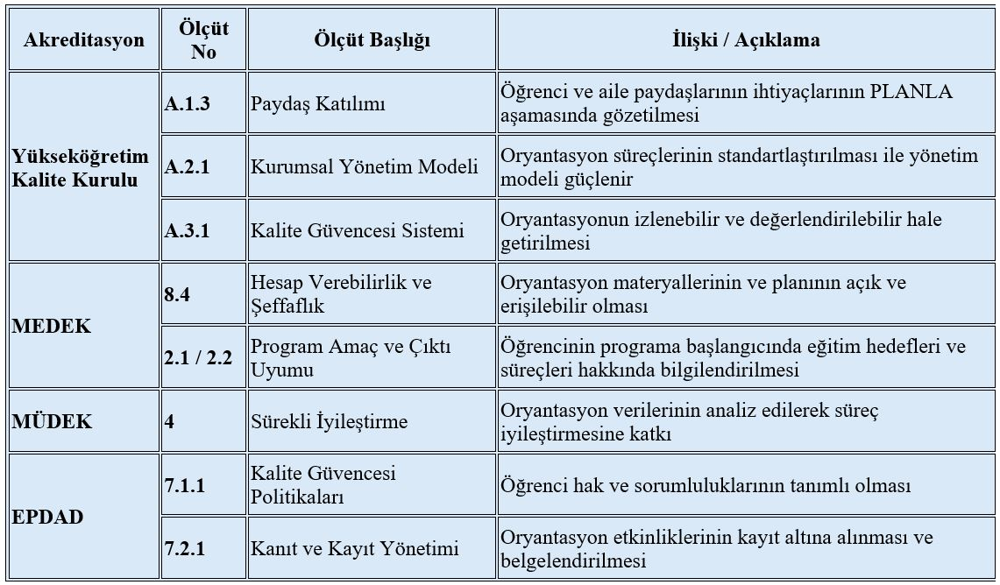 Akreditasyon
Ölçüt
No
Ölçüt Başlığı
İlişki / Açıklama
Yükseköğretim
Kalite Kurulu
A.1.3
Paydaş Katılımı
Öğrenci ve aile paydaşlarının ihtiyaçlarının PLANLA
aşamasında gözetilmesi
A.2.1
Kurumsal Yönetim Modeli
Oryantasyon süreçlerinin standartlaştırılması ile yönetim
modeli güçlenir
A.3.1
Kalite Güvencesi Sistemi
Oryantasyonun izlenebilir ve değerlendirilebilir hale
getirilmesi
MEDEK
8.4
Hesap Verebilirlik ve
Şeffaflık
Oryantasyon materyallerinin ve planının açık ve
erişilebilir olması
2.1 / 2.2
Program Amaç ve Çıktı
Uyumu
Öğrencinin programa başlangıcında eğitim hedefleri ve
süreçleri hakkında bilgilendirilmesi
MÜDEK
4
Sürekli İyileştirme
Oryantasyon verilerinin analiz edilerek süreç
iyileştirmesine katkı
EPDAD
7.1.1
Kalite Güvencesi
Politikaları
Öğrenci hak ve sorumluluklarının tanımlı olması
7.2.1
Kanıt ve Kayıt Yönetimi
Oryantasyon etkinliklerinin kayıt altına alınması ve
belgelendirilmesi